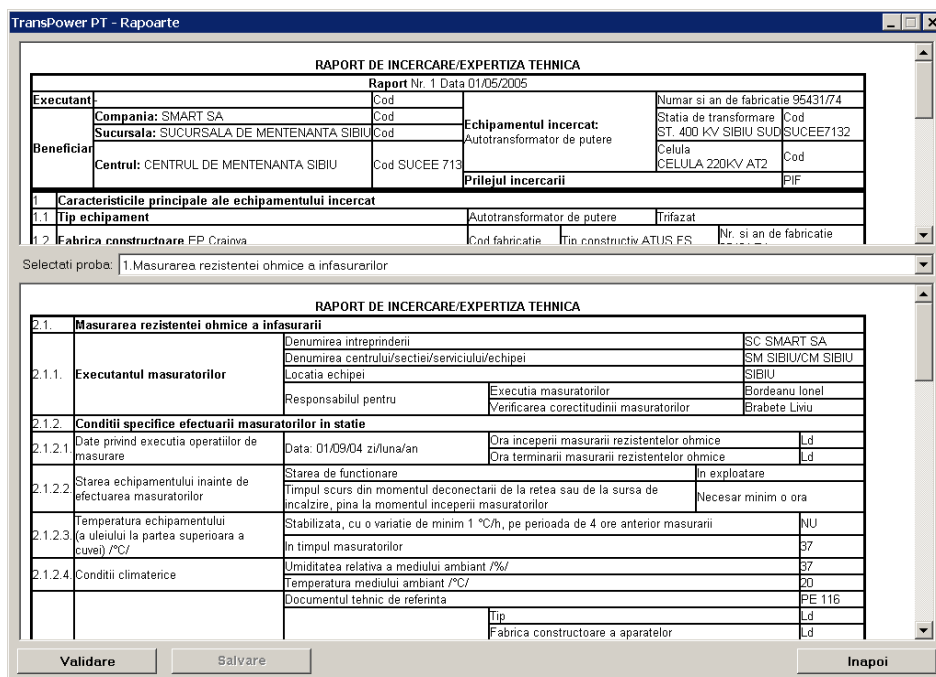 TransPower PT - Rapoarte
RAPORT DE INCERCARE/EXPERTIZA TEHNICA
Raport Nr. 1 Data 01/05/2005
Executant-
Cod
Numar si an de fabricatie 95431/74
Beneficiar
Compania: SMART SA
Cod
Sucursala: SUCURSALA DE MENTENANTA SIBIU
Cod
Centrul: CENTRUL DE MENTENANTA SIBIU
Cod SUCEE 713
Echipamentul incercat:
Autotransformator de putere
Statia de transformare
ST. 400 KV SIBIU SUD
Cod
SUCEE7132
Celula
CELULA 220KV AT2
Cod
Prilejul incercarii
PIF
1 Caracteristicile principale ale echipamentului incercat
1.1 Tip echipament Autotransformator de putere Trifazat
1.2 Fabrica constructoare EP Craiova Cod fabricatie Tip constructiv ATUS FS Nr. si an de fabricatie
Selectati proba: 1.Masurarea rezistentei ohmice a infasurarilor
RAPORT DE INCERCARE/EXPERTIZA TEHNICA
2.1. Masurarea rezistentei ohmice a infasurarii
2.1.1. Executantul masuratorilor
Denumirea intreprinderii SC SMART SA
Denumirea centrului/sectiei/serviciului/echipei SM SIBIU/CM SIBIU
Locatia echipei SIBIU
Responsabilul pentru
Executia masuratorilor Bordeanu Ionel
Verificarea corectitudinii masuratorilor Brabete Liviu
2.1.2. Conditii specifice efectuarii masuratorilor in statie
2.1.2.1. Date privind executia operatiilor de
masurare
Data: 01/09/04 zi/luna/an
Ora inceperii masurarii rezistentelor ohmice Ld
Ora terminarii masurarii rezistentelor ohmice Ld
2.1.2.2. Starea echipamentului inainte de
efectuarea masuratorilor
Starea de functionare In exploatare
Timpul scurs din momentul deconectarii de la retea sau de la sursa de
incalzire, pina la momentul inceperii masuratorilor
Necesar minim o ora
2.1.2.3. Temperatura echipamentului
(a uleiului la partea superioara a
cuvei) /°C/
Stabilizata, cu o variatie de minim 1 °C/h, pe perioada de 4 ore anterior masurarii NU
In timpul masuratorilor 37
2.1.2.4. Conditii climaterice
Umiditatea relativa a mediului ambiant /%/ 37
Temperatura mediului ambiant /°C/ 20
Documentul tehnic de referinta PE 116
Tip Ld
Fabrica constructoare a aparatelor Ld
Validare Salvare Inapoi